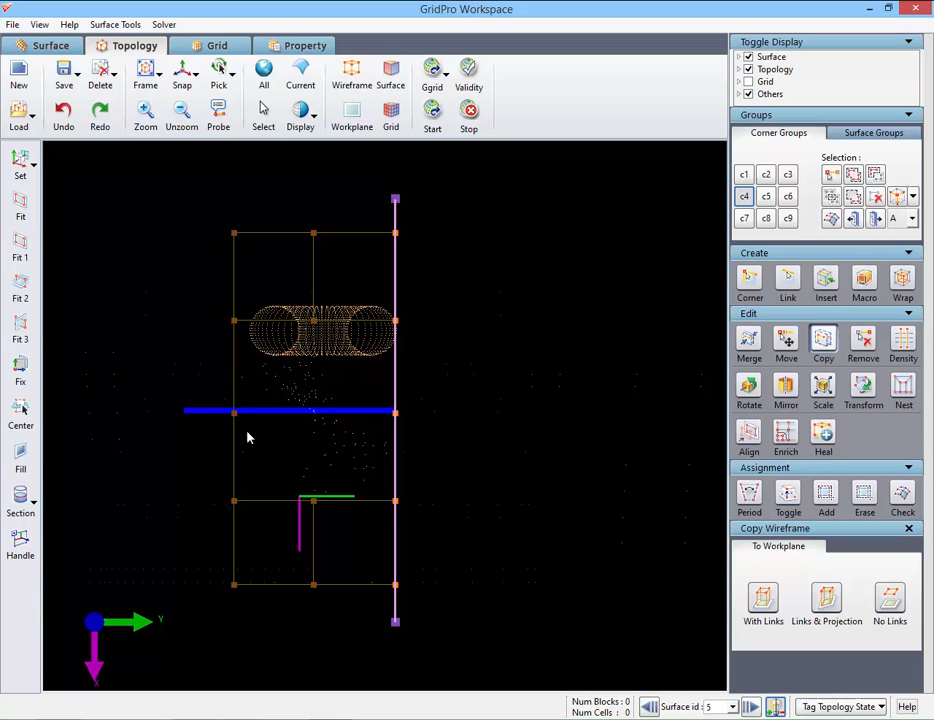 GridPro Workspace
File View Help Surface Tools Solver
Surface Topology Grid Property
New Save Delete Frame Snap Pick All Current Wireframe Surface Ggrid Validity
Load Undo Redo Zoom Unzoom Probe Select Display Workplane Grid Start Stop
Set
Fit
Fit 1
Fit 2
Fit 3
Fix
Center
Fill
Section
Handle
Y
X
Toggle Display
Surface
Topology
Grid
Others
Groups
Corner Groups Surface Groups
Selection :
c1 c2 c3
c4 c5 c6
c7 c8 c9 A
Create
Corner Link Insert Macro Wrap
Edit
Merge Move Copy Remove Density
Rotate Mirror Scale Transform Nest
Align Enrich Heal
Assignment
Period Toggle Add Erase Check
Copy Wireframe
To Workplane
With Links Links & Projection No Links
Num Blocks: 0
Num Cells : 0
Surface id: 5
Tag Topology State
Help